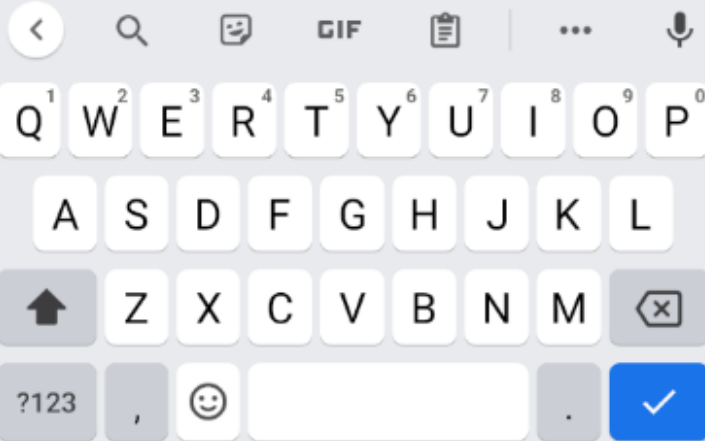 GIF
Q1 W2 E3 R4 T5 Y6 U7 I8 O9 P0
A S D F G H J K L
Z X C V B N M
?123 , .